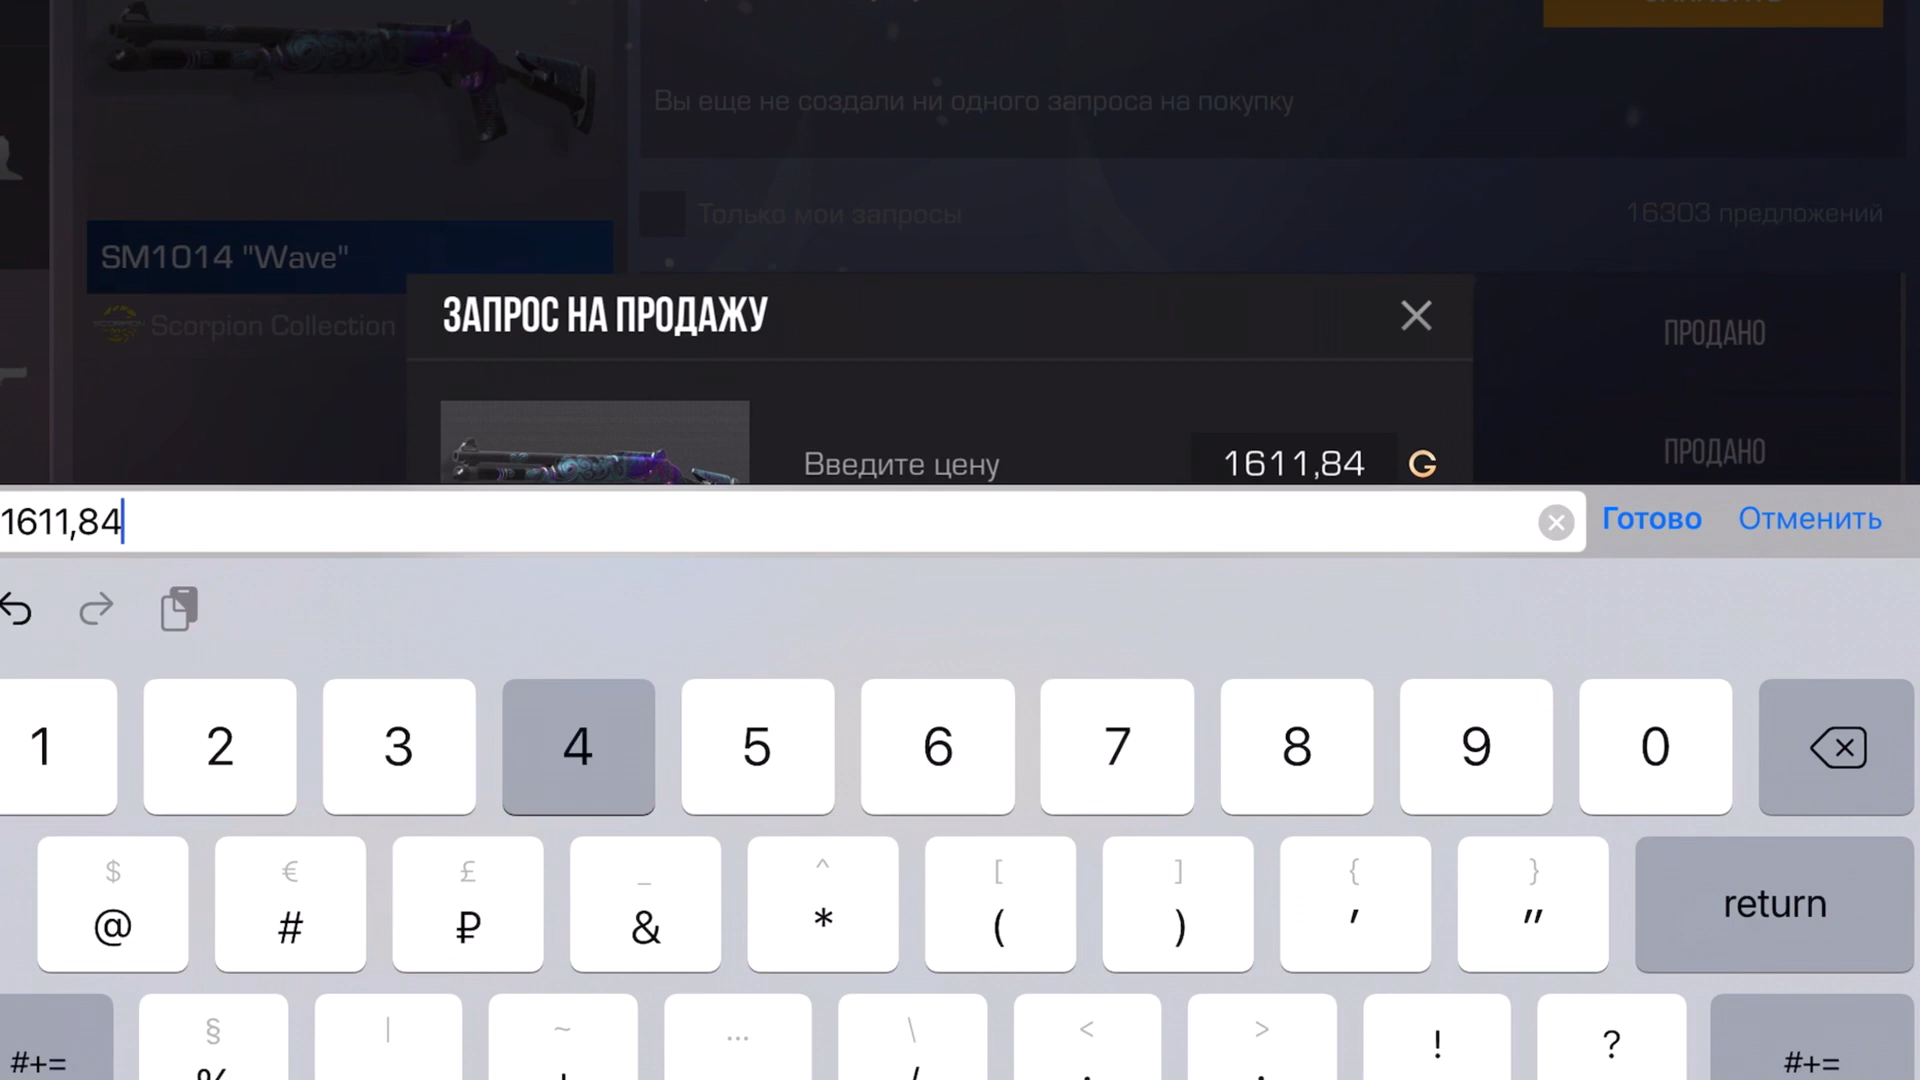 Вы еще не создали ни одного запроса на покупку
Только мои запросы
16303 предложений
SM1014 "Wave"
Scorpion Collection
ЗАПРОС НА ПРОДАЖУ
ПРОДАНО
ПРОДАНО
Введите цену
1611,84 G
1611,84
Готово
Отменить
1 2 3 4 5 6 7 8 9 0
$ € £ _ ^ [ ] { }
@ # ₽ & * ( ) ' "
return
§ | ~ … \ < >
#+= % ! ? #+=